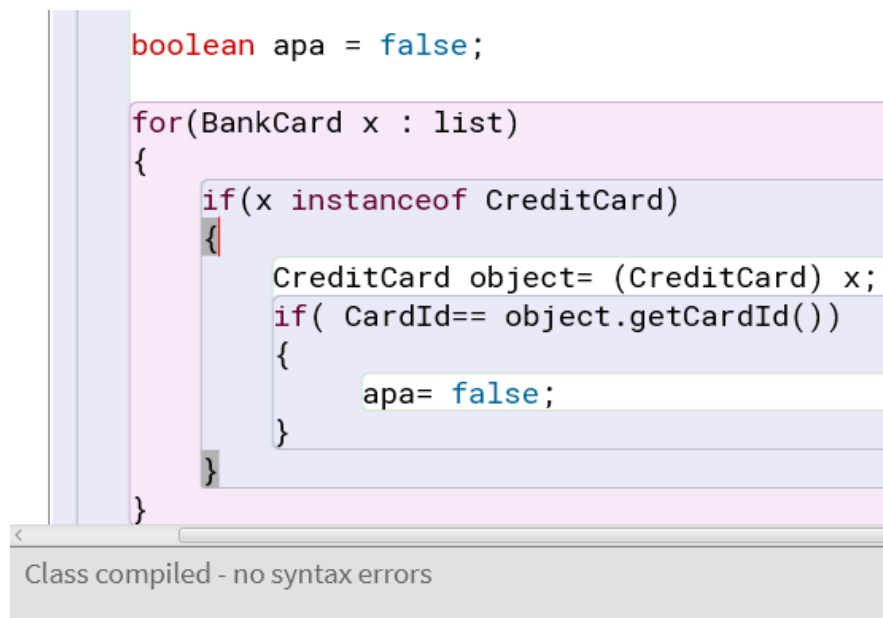 boolean apa = false;
for(BankCard x : list)
{
if(x instanceof CreditCard)
{
CreditCard object= (CreditCard) x;
if( CardId== object.getCardId())
{
apa= false;
}
}
}
Class compiled - no syntax errors